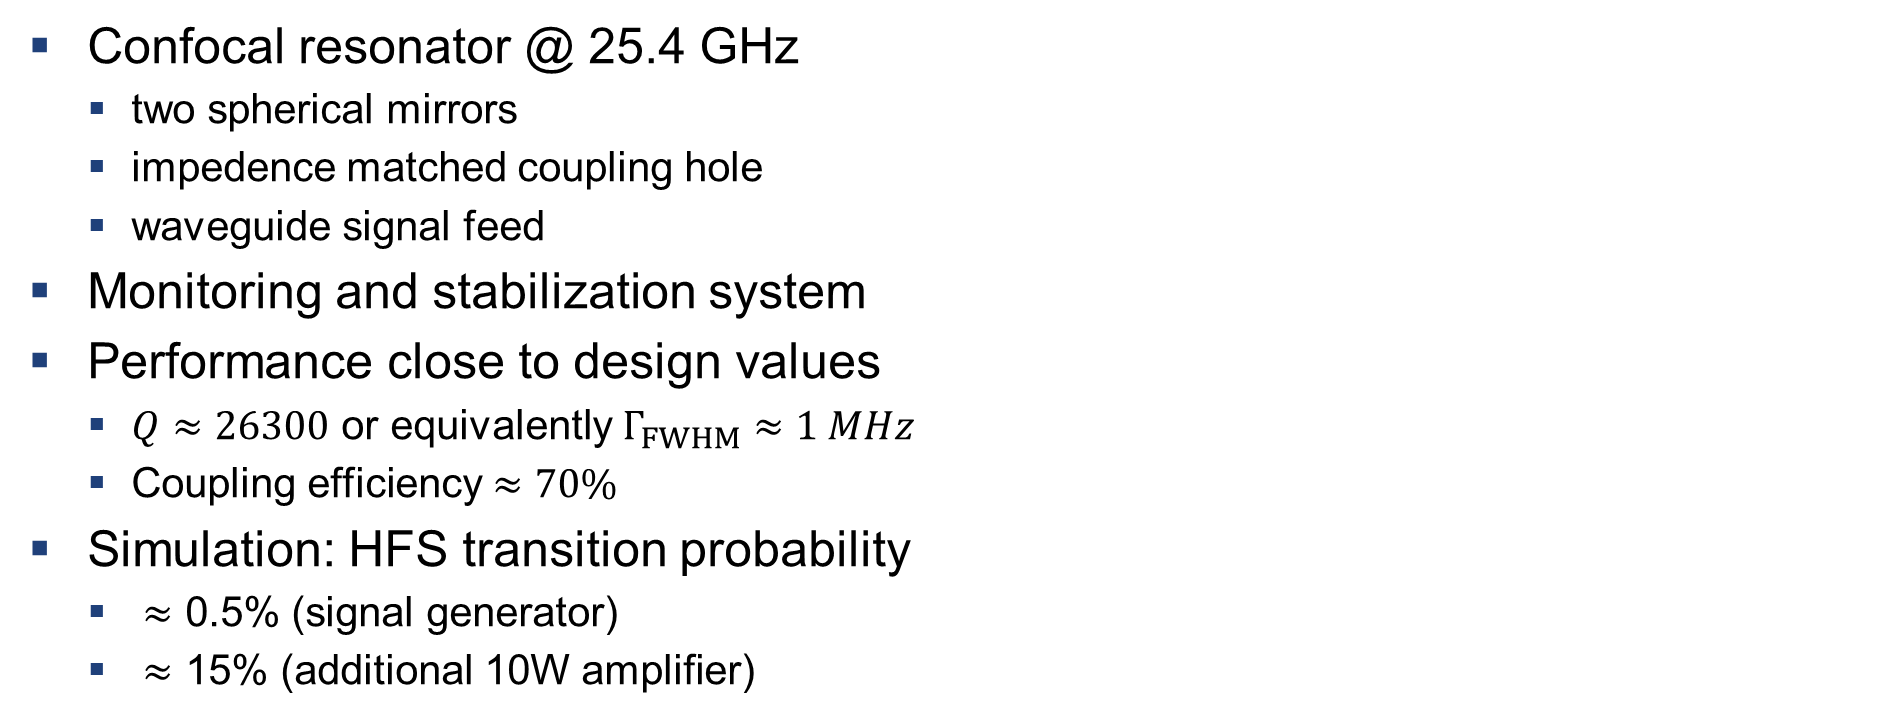 ▪ Confocal resonator @ 25.4 GHz
▪ two spherical mirrors
▪ impedence matched coupling hole
▪ waveguide signal feed
▪ Monitoring and stabilization system
▪ Performance close to design values
▪ Q ≈ 26300 or equivalently Γ_FWHM ≈ 1 MHz
▪ Coupling efficiency ≈ 70%
▪ Simulation: HFS transition probability
▪ ≈ 0.5% (signal generator)
▪ ≈ 15% (additional 10W amplifier)